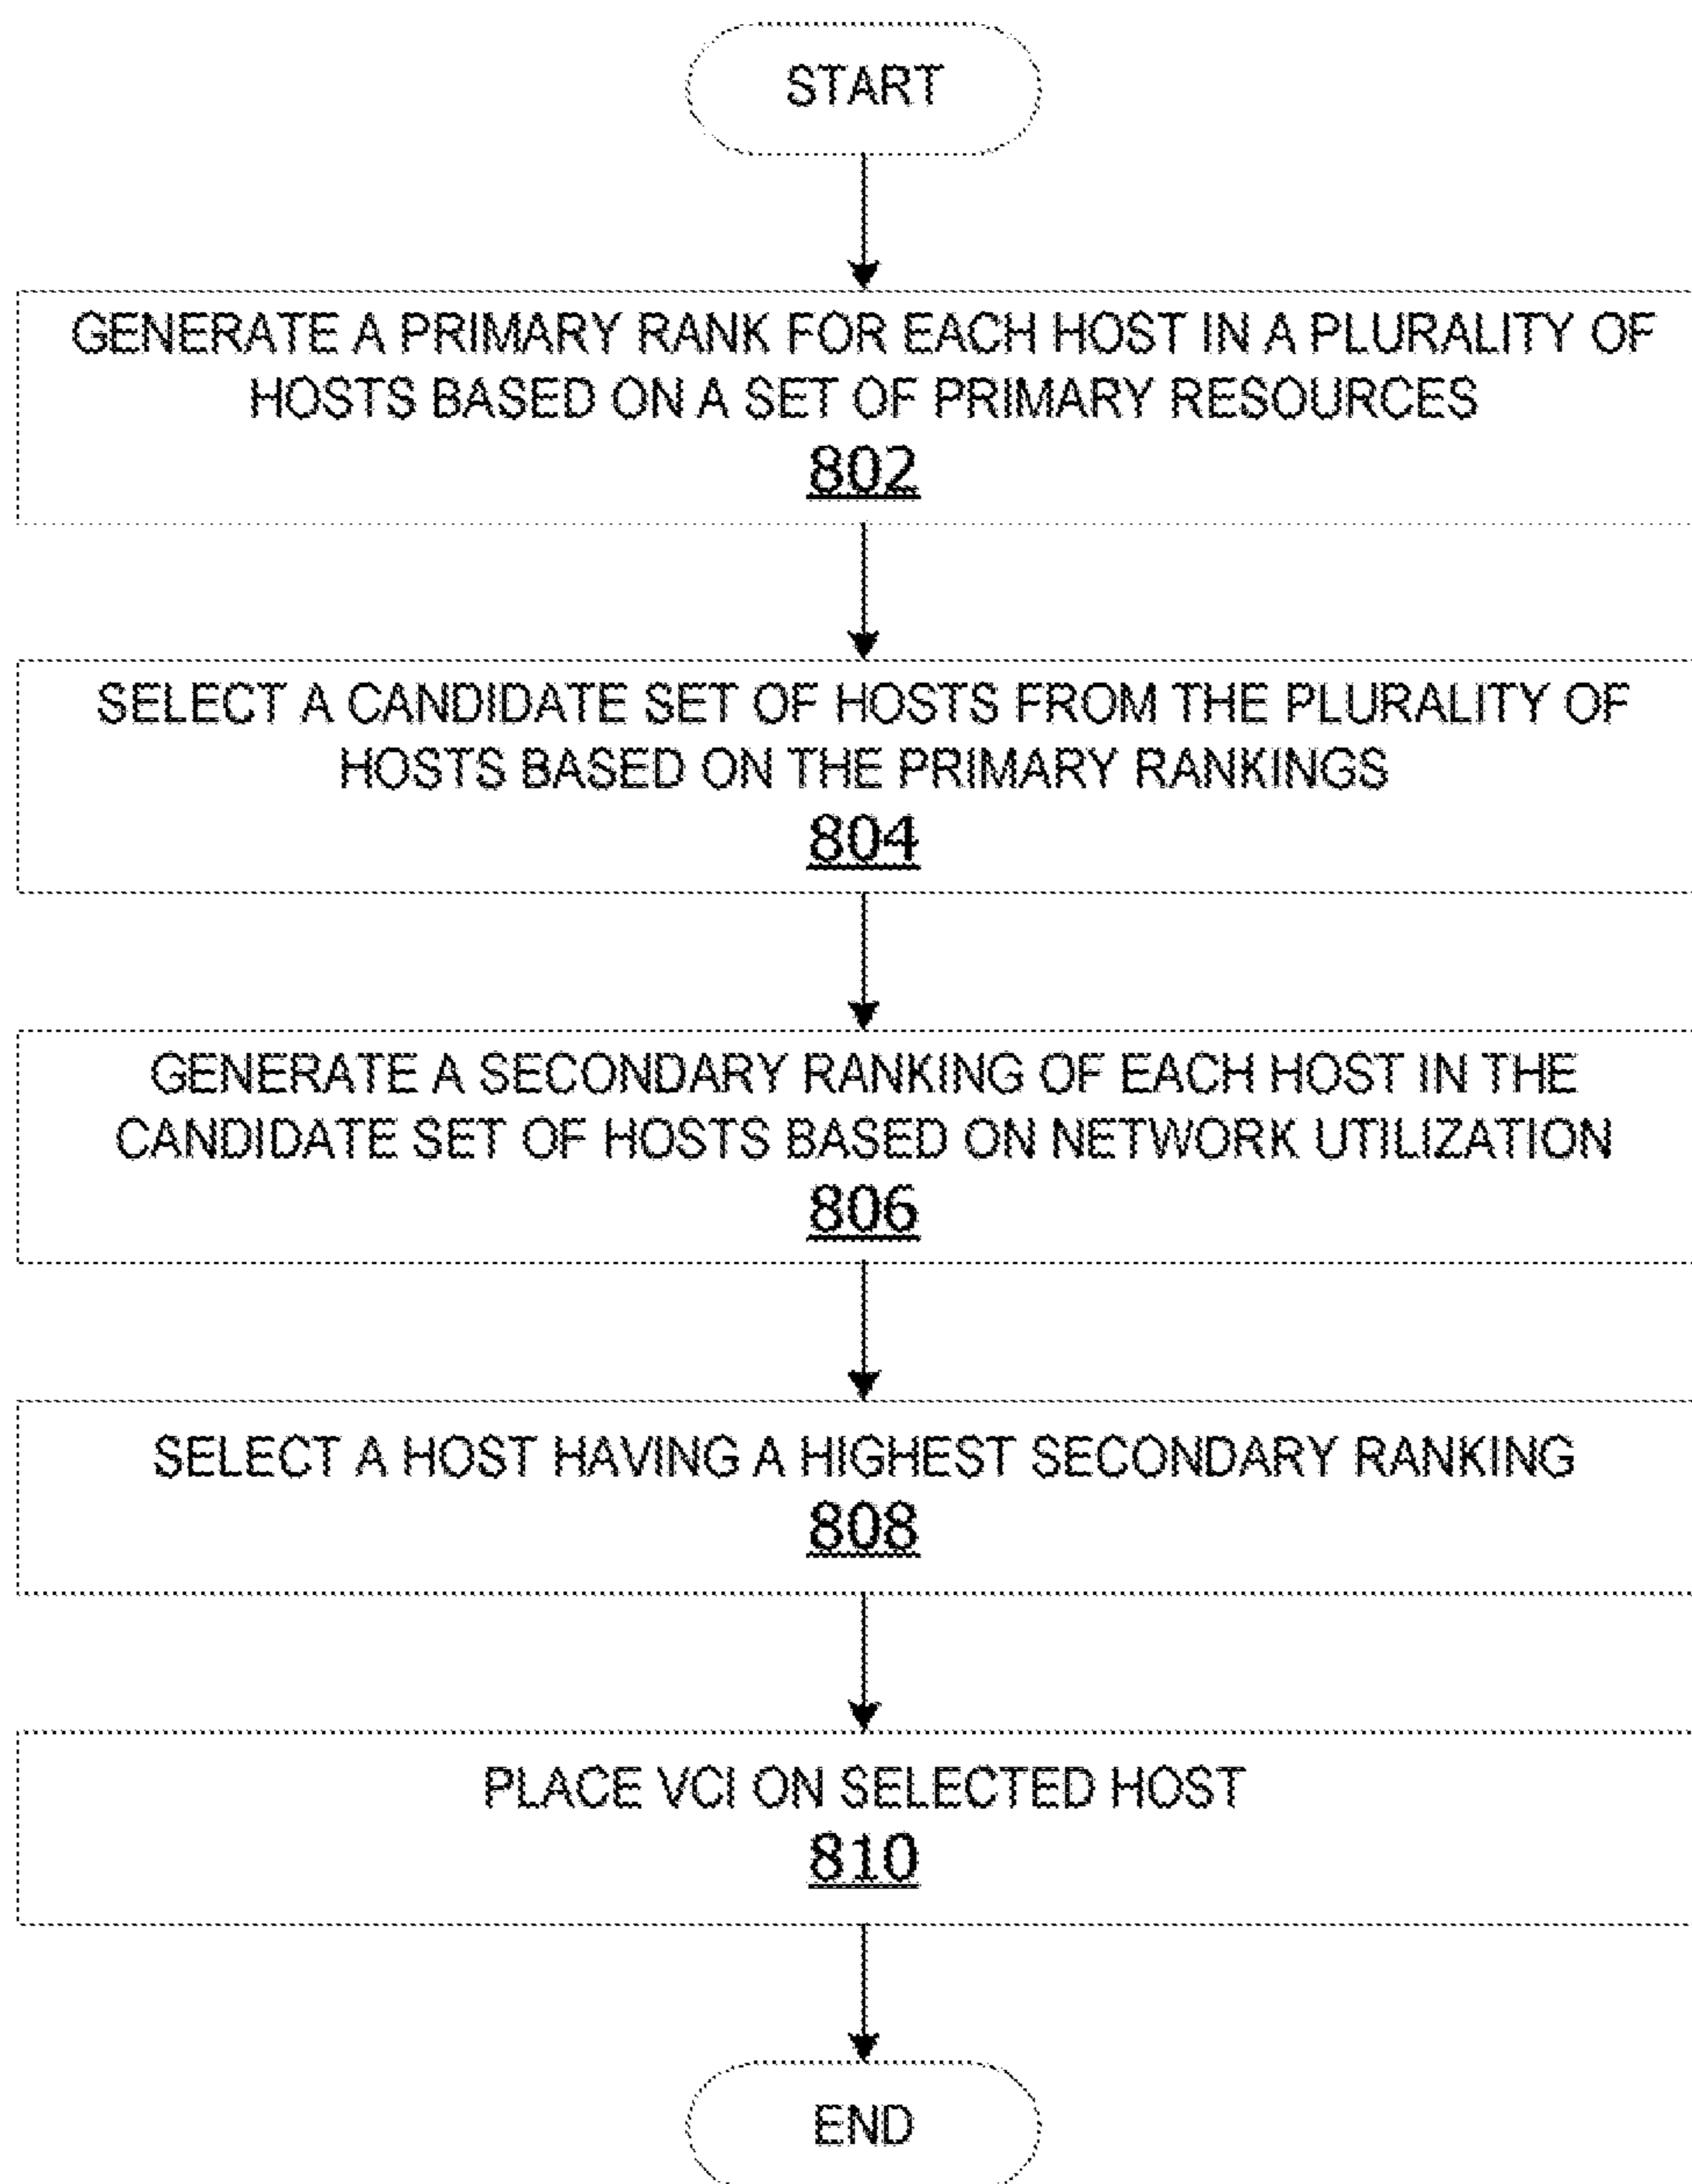 START
GENERATE A PRIMARY RANK FOR EACH HOST IN A PLURALITY OF
HOSTS BASED ON A SET OF PRIMARY RESOURCES
802
SELECT A CANDIDATE SET OF HOSTS FROM THE PLURALITY OF
HOSTS BASED ON THE PRIMARY RANKINGS
804
GENERATE A SECONDARY RANKING OF EACH HOST IN THE
CANDIDATE SET OF HOSTS BASED ON NETWORK UTILIZATION
806
SELECT A HOST HAVING A HIGHEST SECONDARY RANKING
808
PLACE VCI ON SELECTED HOST
810
END